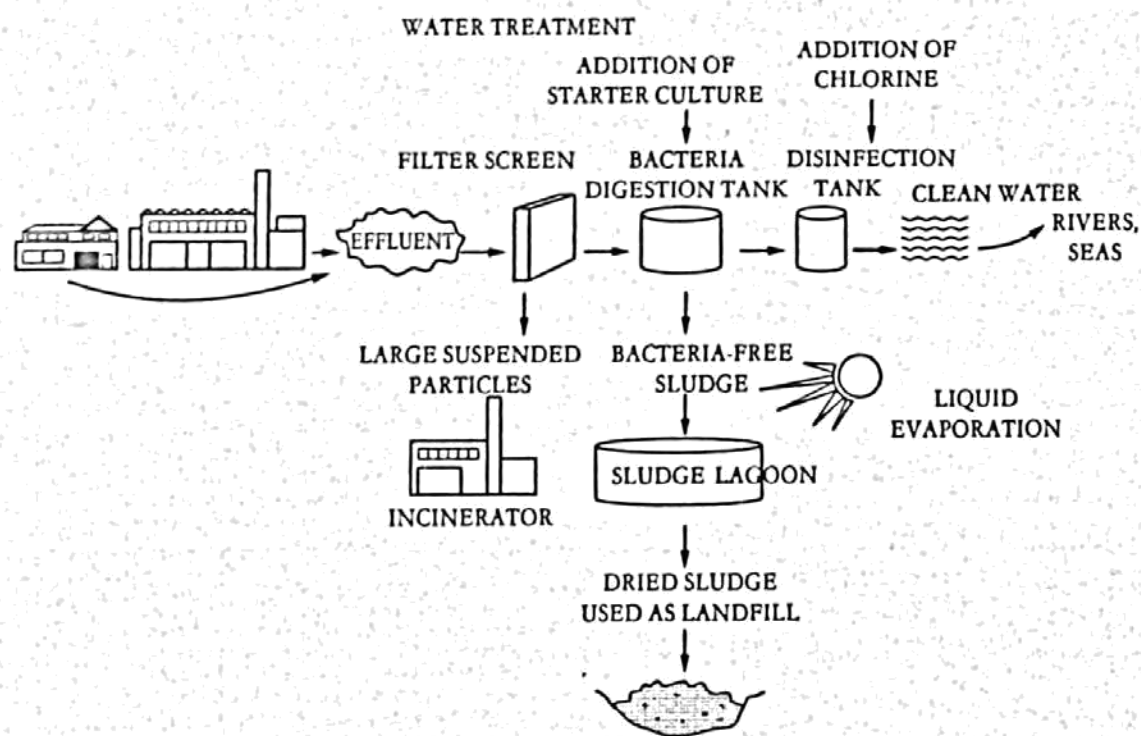 WATER TREATMENT
ADDITION OF
STARTER CULTURE
ADDITION OF
CHLORINE
FILTER SCREEN
BACTERIA
DIGESTION TANK
DISINFECTION
TANK
CLEAN WATER
RIVERS,
SEAS
EFFLUENT
LARGE SUSPENDED
PARTICLES
BACTERIA-FREE
SLUDGE
LIQUID
EVAPORATION
SLUDGE LAGOON
INCINERATOR
DRIED SLUDGE
USED AS LANDFILL